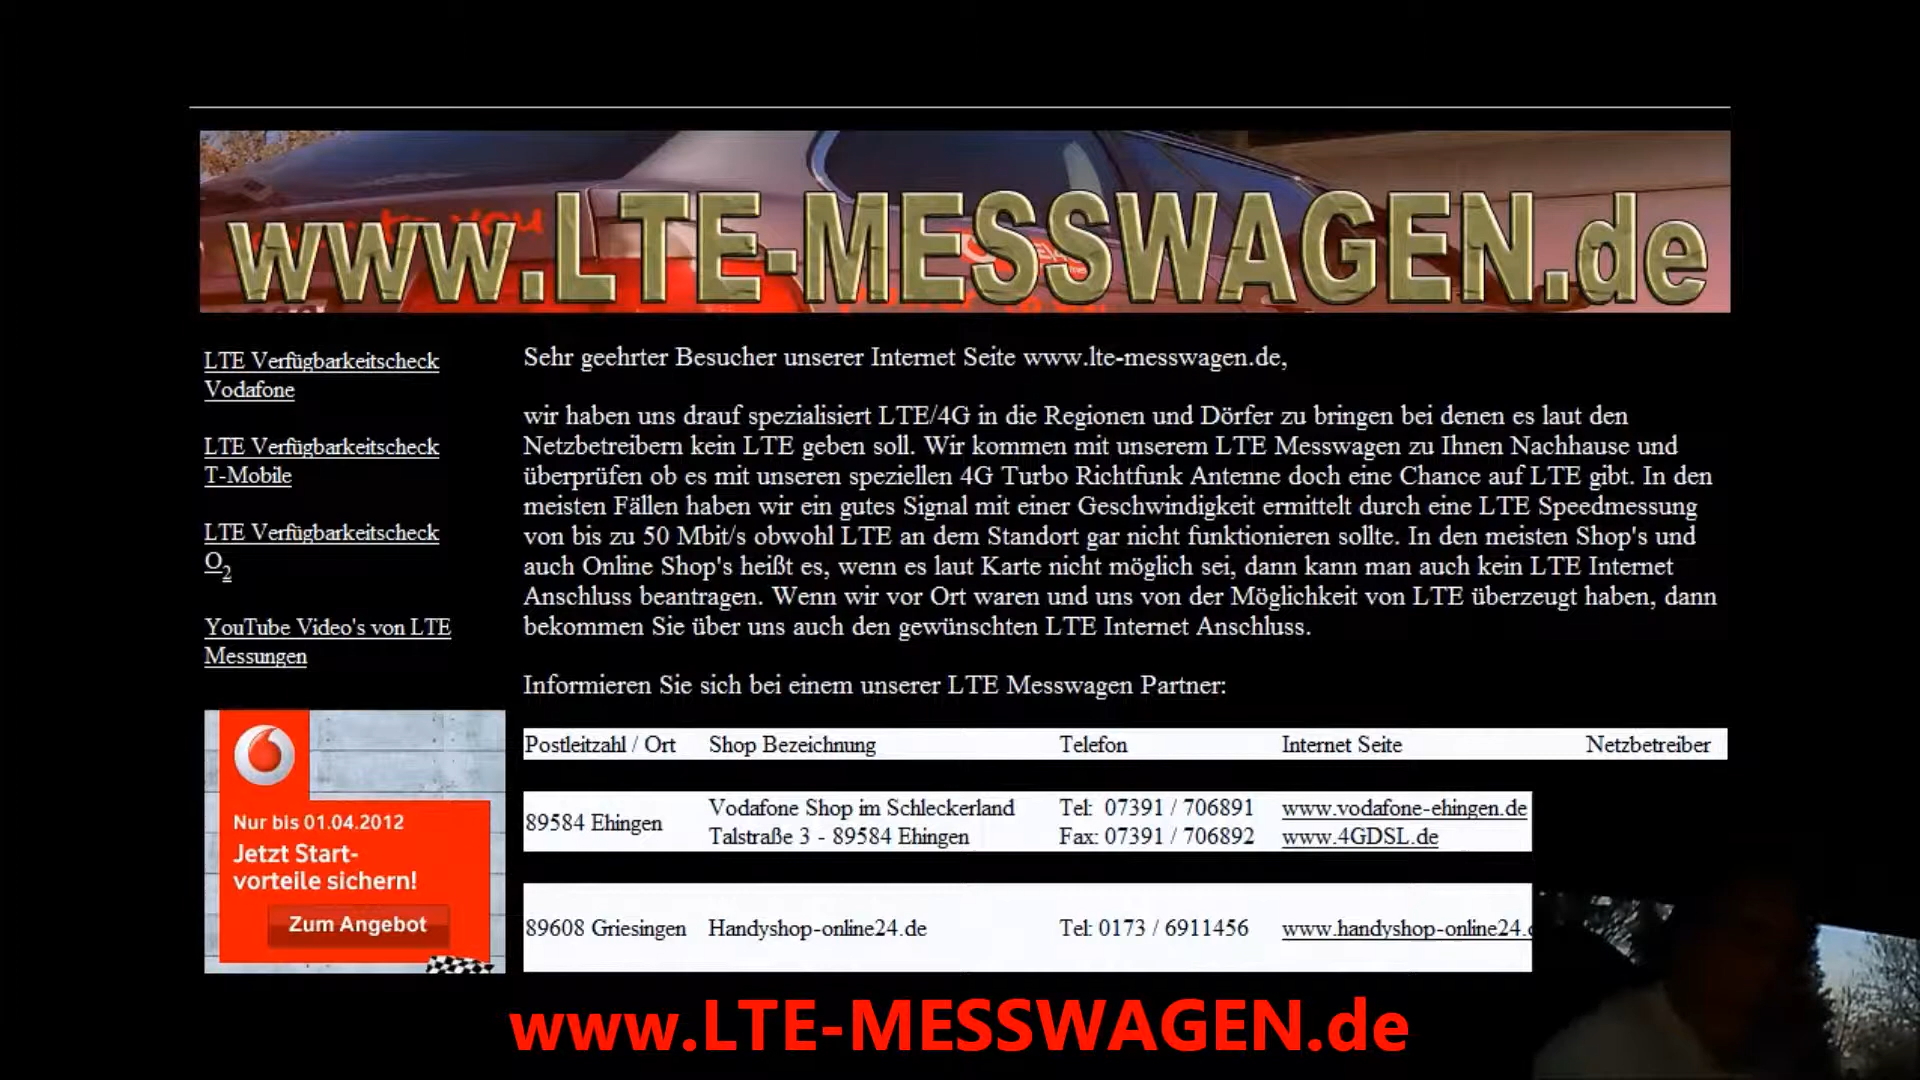 www.LTE-MESSWAGEN.de
LTE Verfügbarkeitscheck
Vodafone
LTE Verfügbarkeitscheck
T-Mobile
LTE Verfügbarkeitscheck
O2
YouTube Video's von LTE
Messungen
Nur bis 01.04.2012
Jetzt Start-
vorteile sichern!
Zum Angebot
Sehr geehrter Besucher unserer Internet Seite www.lte-messwagen.de,
wir haben uns drauf spezialisiert LTE/4G in die Regionen und Dörfer zu bringen bei denen es laut den
Netzbetreibern kein LTE geben soll. Wir kommen mit unserem LTE Messwagen zu Ihnen Nachhause und
überprüfen ob es mit unseren speziellen 4G Turbo Richtfunk Antenne doch eine Chance auf LTE gibt. In den
meisten Fällen haben wir ein gutes Signal mit einer Geschwindigkeit ermittelt durch eine LTE Speedmessung
von bis zu 50 Mbit/s obwohl LTE an dem Standort gar nicht funktionieren sollte. In den meisten Shop's und
auch Online Shop's heißt es, wenn es laut Karte nicht möglich sei, dann kann man auch kein LTE Internet
Anschluss beantragen. Wenn wir vor Ort waren und uns von der Möglichkeit von LTE überzeugt haben, dann
bekommen Sie über uns auch den gewünschten LTE Internet Anschluss.
Informieren Sie sich bei einem unserer LTE Messwagen Partner:
Postleitzahl / Ort Shop Bezeichnung Telefon Internet Seite Netzbetreiber
89584 Ehingen
Vodafone Shop im Schleckerland
Talstraße 3 - 89584 Ehingen
Tel: 07391 / 706891
Fax: 07391 / 706892
www.vodafone-ehingen.de
www.4GDSL.de
89608 Griesingen Handyshop-online24.de Tel: 0173 / 6911456 www.handyshop-online24.
www.LTE-MESSWAGEN.de